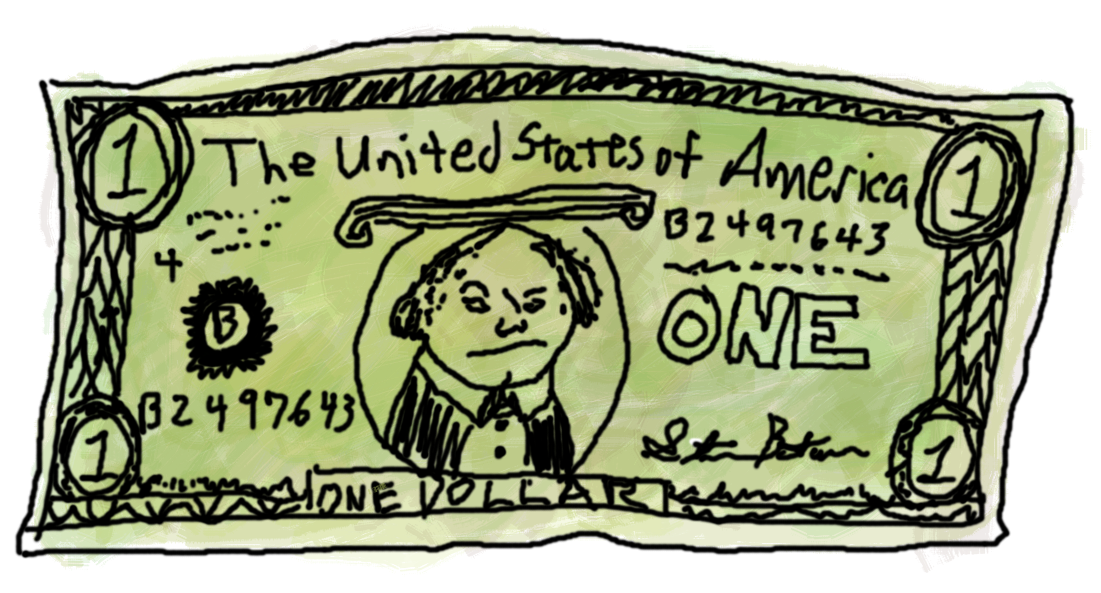 1
1
The United States of America
B2497643
4
B
ONE
B2497643
1
1
ONE DOLLAR